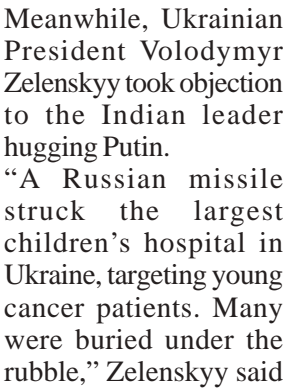 Meanwhile, Ukrainian
President Volodymyr
Zelenskyy took objection
to the Indian leader
hugging Putin.
“A Russian missile
struck the largest
children’s hospital in
Ukraine, targeting young
cancer patients. Many
were buried under the
rubble,” Zelenskyy said